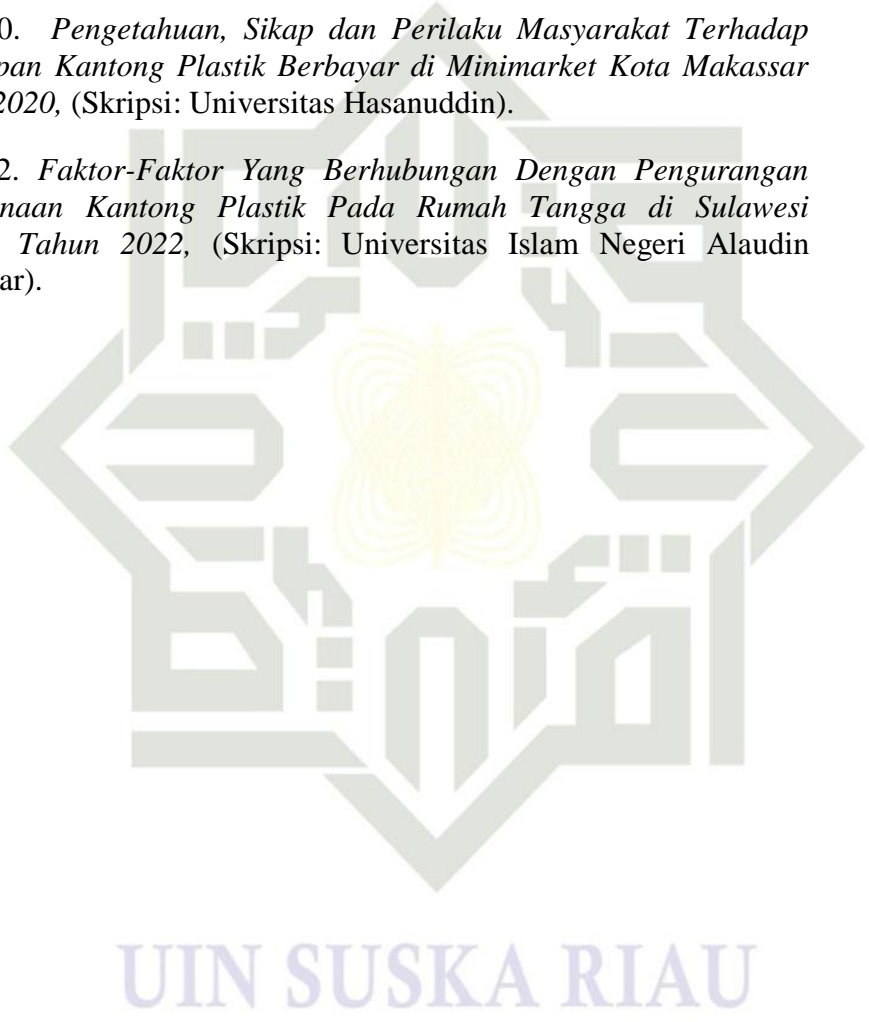 0. Pengetahuan, Sikap dan Perilaku Masyarakat Terhadap
pan Kantong Plastik Berbayar di Minimarket Kota Makassar
2020, (Skripsi: Universitas Hasanuddin).
2. Faktor-Faktor Yang Berhubungan Dengan Pengurangan
naan Kantong Plastik Pada Rumah Tangga di Sulawesi
Tahun 2022, (Skripsi: Universitas Islam Negeri Alaudin
ar).
UIN SUSKA RIAU